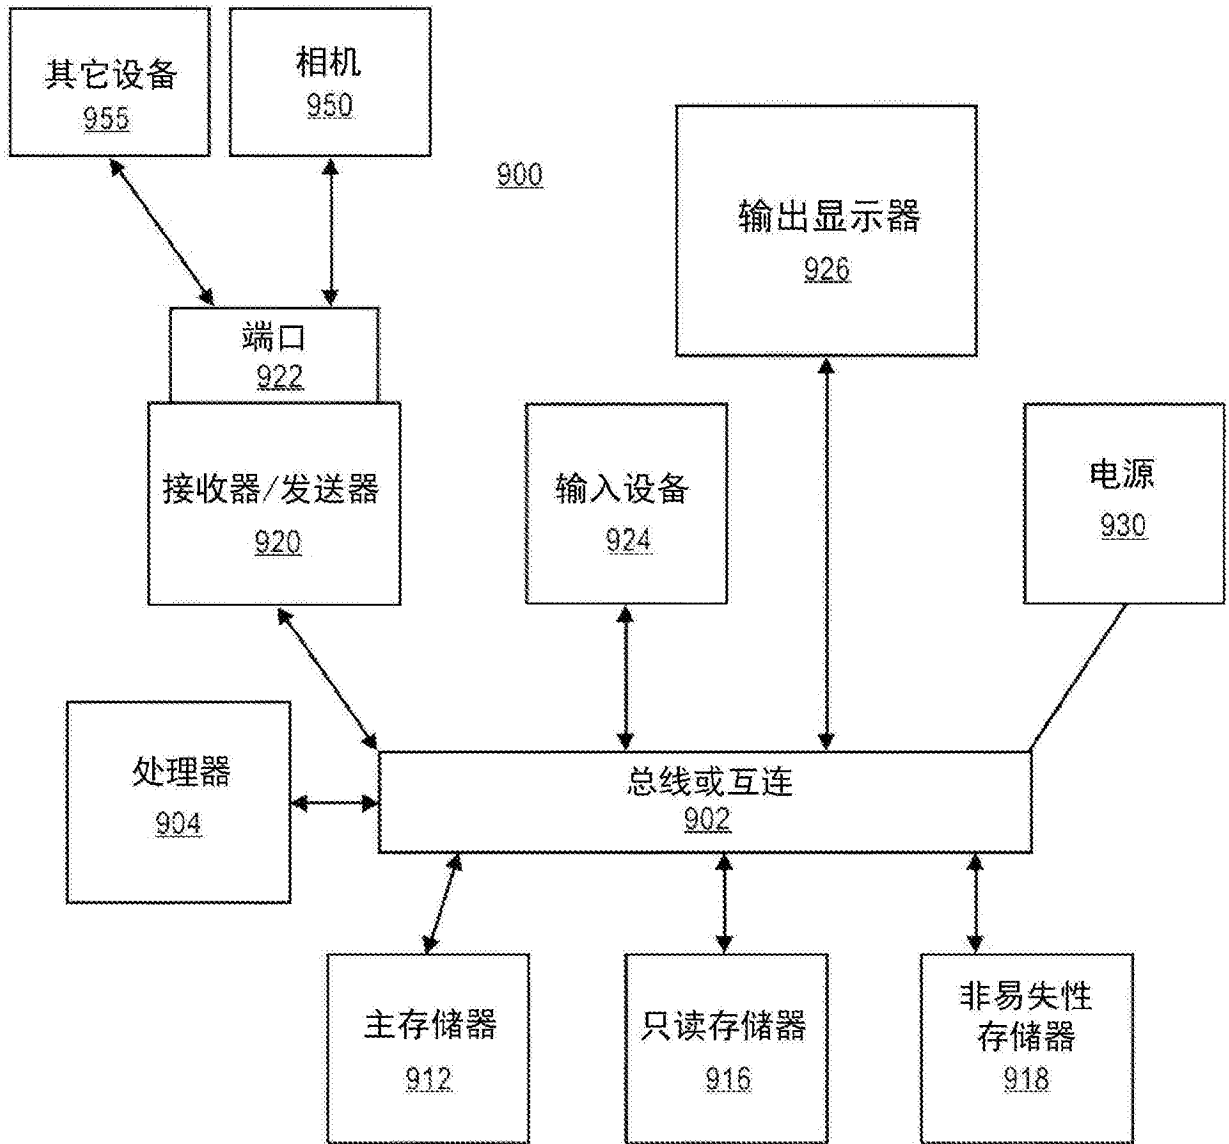 其它设备
955
相机
950
900
输出显示器
926
端口
922
接收器/发送器
920
输入设备
924
电源
930
处理器
904
总线或互连
902
主存储器
912
只读存储器
916
非易失性
存储器
918